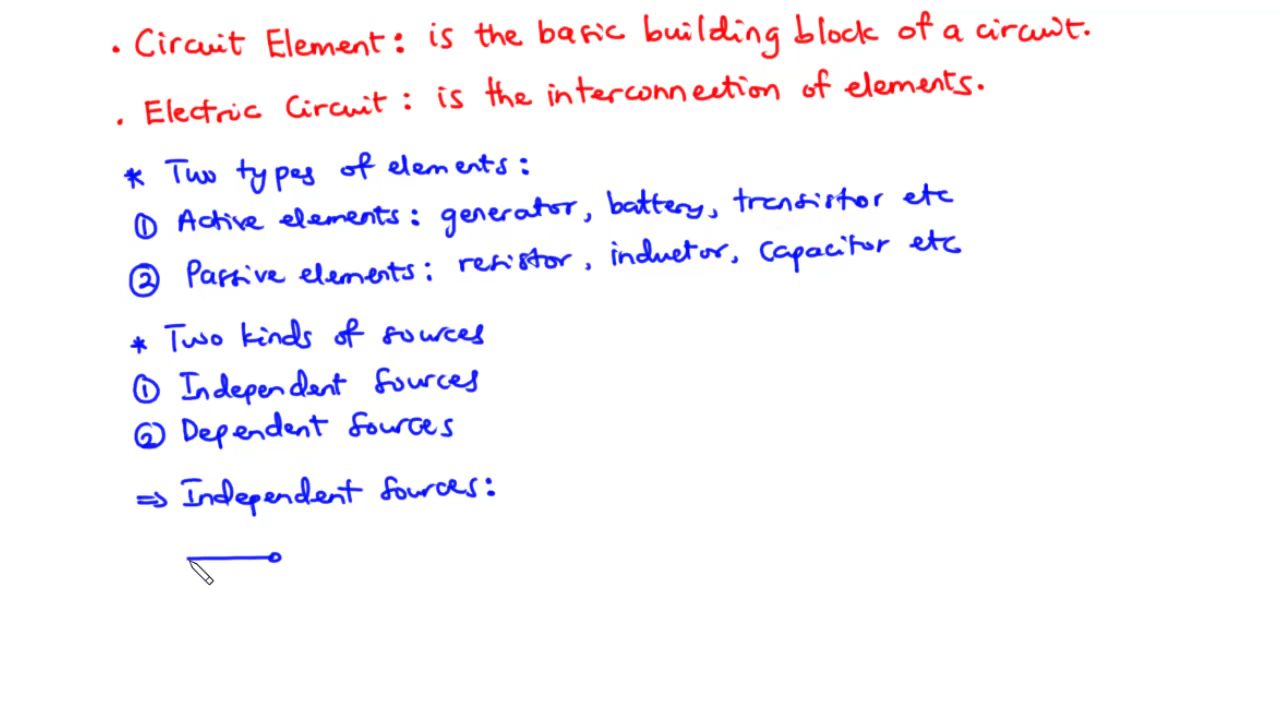 . Circuit Element: is the basic building block of a circuit.
. Electric Circuit: is the interconnection of elements.
* Two types of elements:
① Active elements: generator, battery, transistor etc
② Passive elements: resistor, inductor, capacitor etc
* Two kinds of sources
① Independent sources
② Dependent sources
⇒ Independent sources: